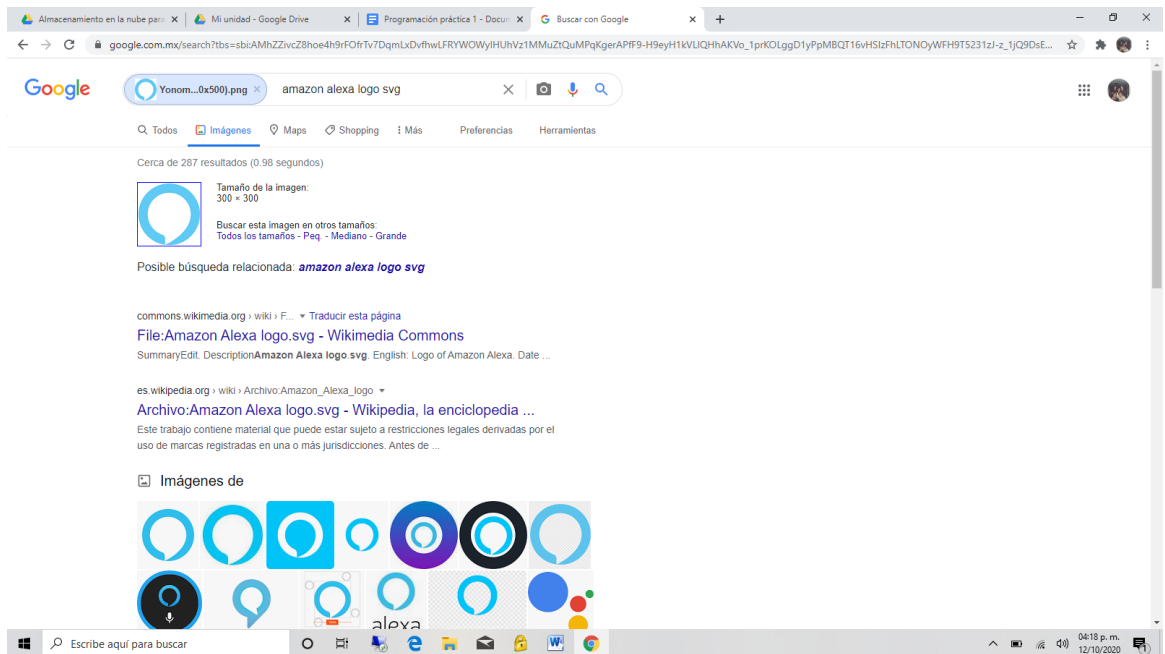 Almacenamiento en la nube para
Mi unidad - Google Drive
Programación práctica 1 - Docun
Buscar con Google
google.com.mx/search?tbs=sbi:AMhZZivcZ8hoe4h9rFOfrTv7DqmLxDvfhwLFRYWOWyIHUhVz1MMuZtQuMPqKgerAPfF9-H9eyH1kVLlQHhAKVo_1prKOLggD1yPpMBQT16vHSIzFhLTONOyWFH9T5231zJ-z_1jQ9DsE...
Google
Yonom...0x500).png
amazon alexa logo svg
Todos Imágenes Maps Shopping Más Preferencias Herramientas
Cerca de 287 resultados (0.98 segundos)
Tamaño de la imagen:
300 × 300
Buscar esta imagen en otros tamaños:
Todos los tamaños - Peq. - Mediano - Grande
Posible búsqueda relacionada: amazon alexa logo svg
commons.wikimedia.org › wiki › F... Traducir esta página
File:Amazon Alexa logo.svg - Wikimedia Commons
SummaryEdit. DescriptionAmazon Alexa logo.svg. English: Logo of Amazon Alexa. Date ...
es.wikipedia.org › wiki › Archivo:Amazon_Alexa_logo
Archivo:Amazon Alexa logo.svg - Wikipedia, la enciclopedia ...
Este trabajo contiene material que puede estar sujeto a restricciones legales derivadas por el
uso de marcas registradas en una o más jurisdicciones. Antes de ...
Imágenes de
alexa
Escribe aquí para buscar
04:18 p. m.
12/10/2020